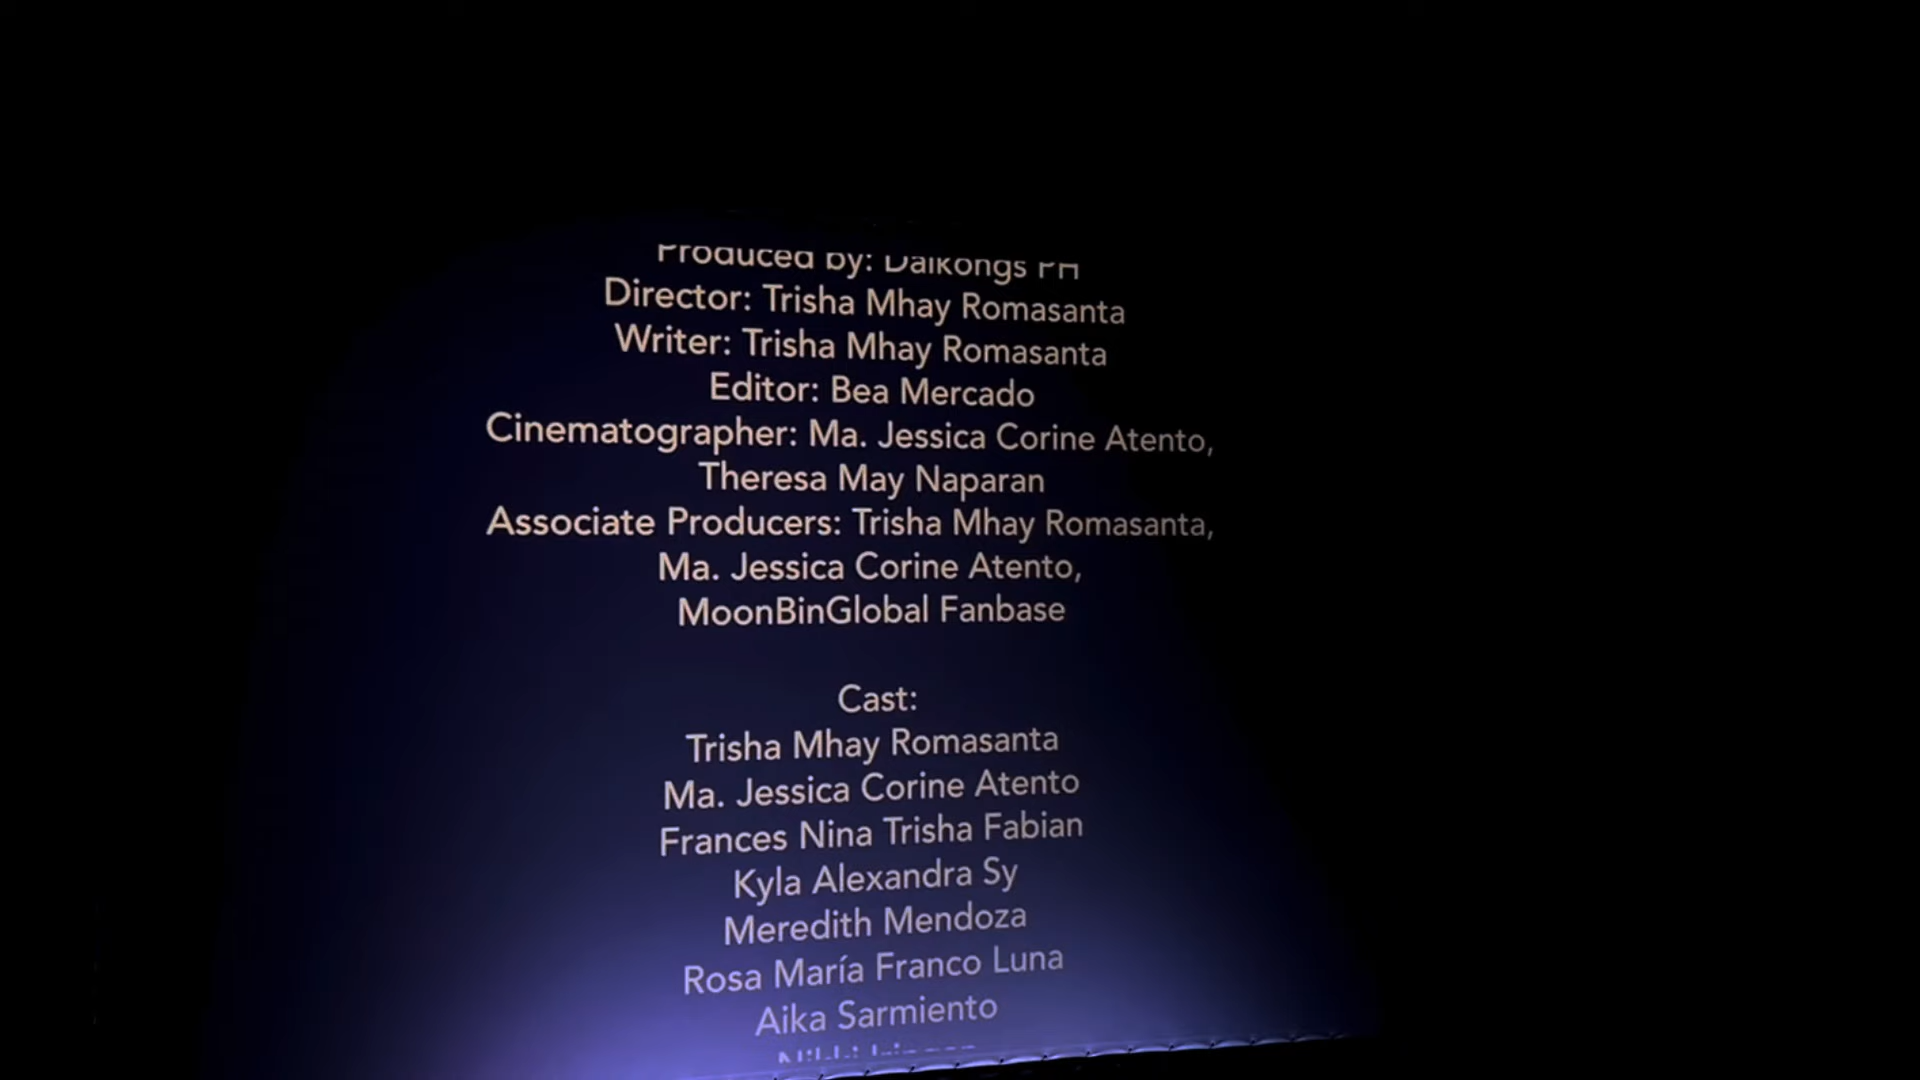 Produced by: Daikongs PH
Director: Trisha Mhay Romasanta
Writer: Trisha Mhay Romasanta
Editor: Bea Mercado
Cinematographer: Ma. Jessica Corine Atento,
Theresa May Naparan
Associate Producers: Trisha Mhay Romasanta,
Ma. Jessica Corine Atento,
MoonBinGlobal Fanbase
Cast:
Trisha Mhay Romasanta
Ma. Jessica Corine Atento
Frances Nina Trisha Fabian
Kyla Alexandra Sy
Meredith Mendoza
Rosa María Franco Luna
Aika Sarmiento